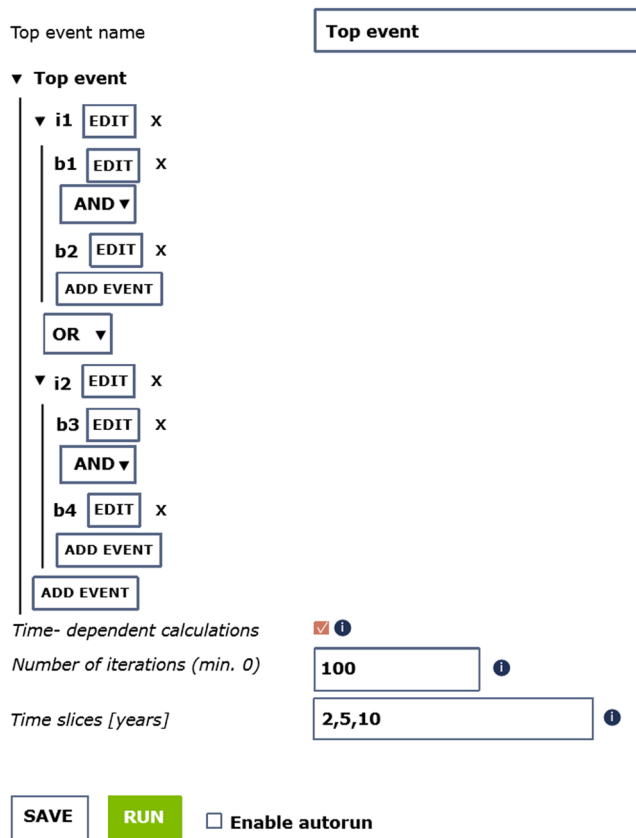 Top event name Top event
▼ Top event
▼ i1 EDIT X
b1 EDIT X
AND ▼
b2 EDIT X
ADD EVENT
OR ▼
▼ i2 EDIT X
b3 EDIT X
AND ▼
b4 EDIT X
ADD EVENT
ADD EVENT
Time- dependent calculations i
Number of iterations (min. 0) 100 i
Time slices [years] 2,5,10 i
SAVE RUN Enable autorun